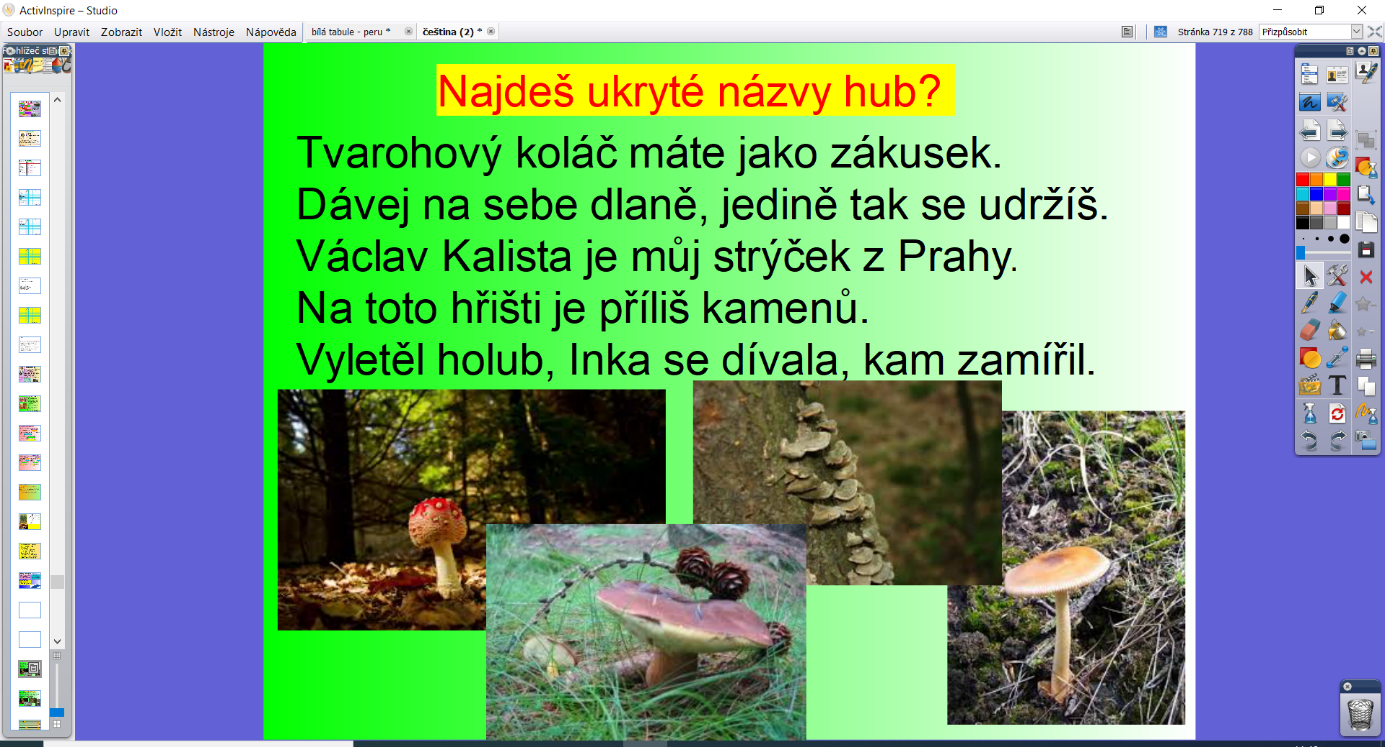 ActivInspire – Studio
Soubor Upravit Zobrazit Vložit Nástroje Nápověda
bílá tabule - peru *
čeština (2) *
Stránka 719 z 788
Přizpůsobit
Najdeš ukryté názvy hub?
Tvarohový koláč máte jako zákusek.
Dávej na sebe dlaně, jedině tak se udržíš.
Václav Kalista je můj strýček z Prahy.
Na toto hřišti je příliš kamenů.
Vyletěl holub, Inka se dívala, kam zamířil.